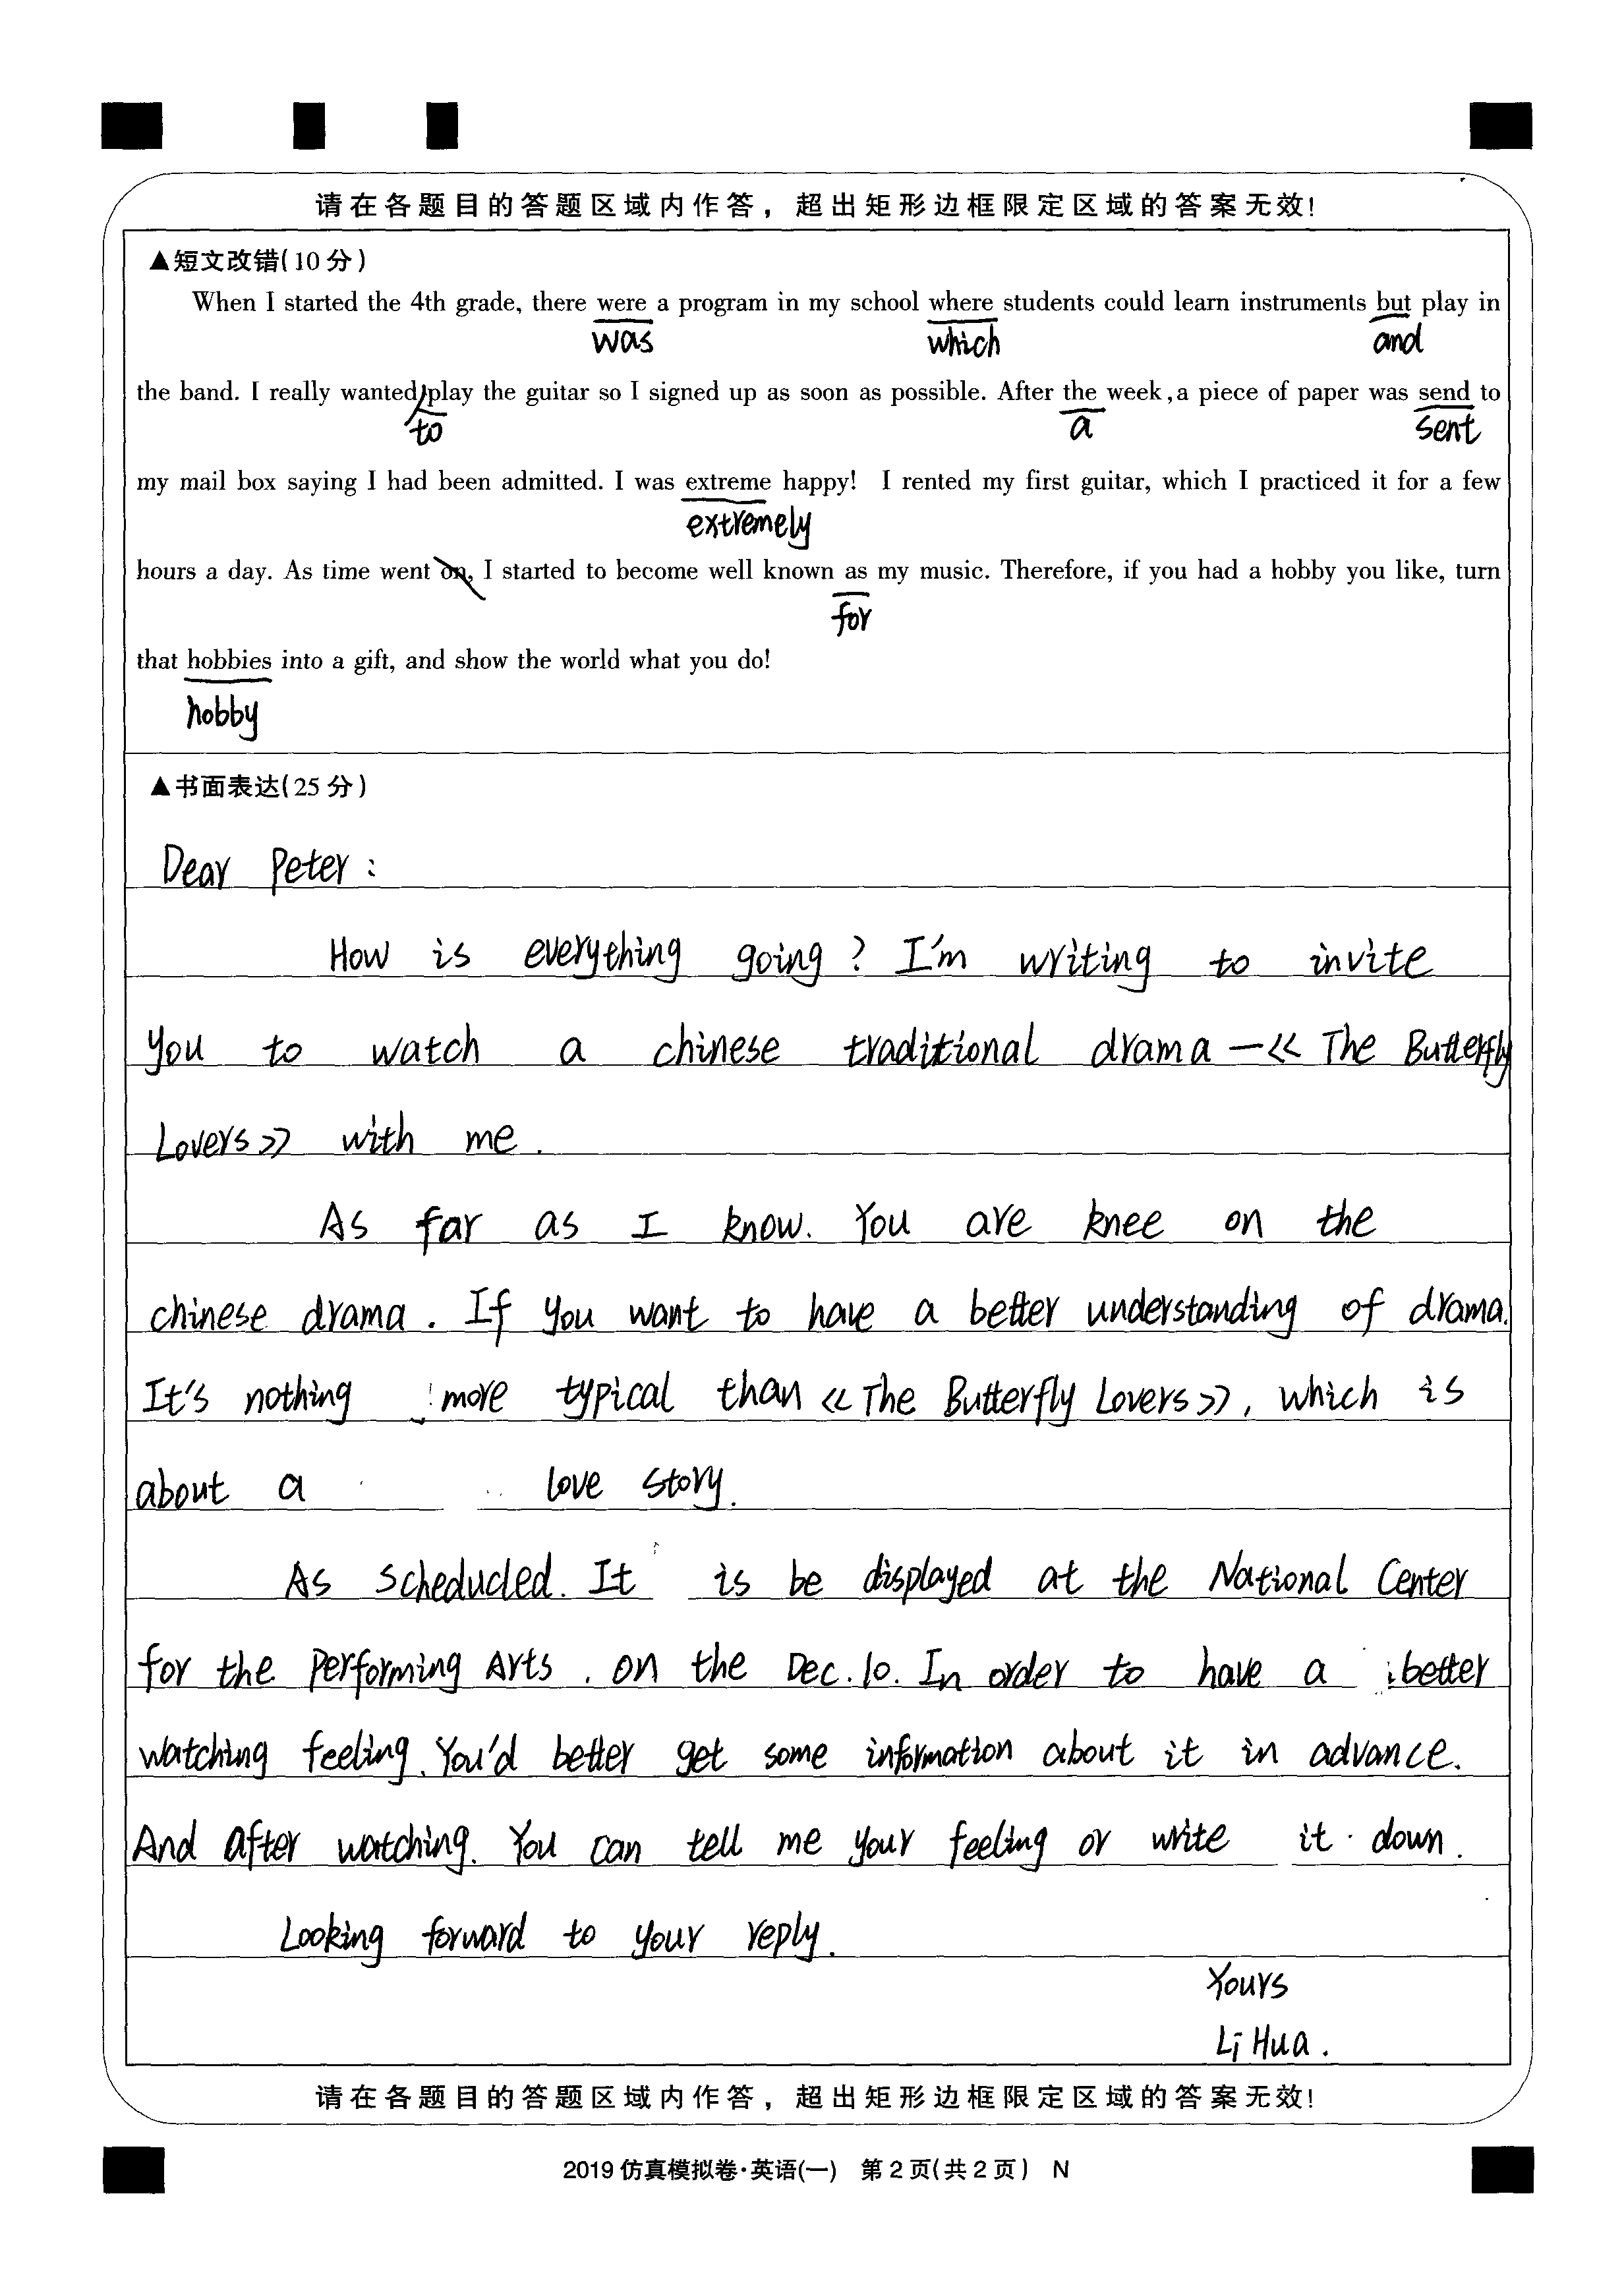 请在各题目的答题区域内作答，超出矩形边框限定区域的答案无效！
▲短文改错(10分)
When I started the 4th grade, there were a program in my school where students could learn instruments but play in
was which and
the band. I really wanted play the guitar so I signed up as soon as possible. After the week, a piece of paper was send to
to a sent
my mail box saying I had been admitted. I was extreme happy! I rented my first guitar, which I practiced it for a few
extremely
hours a day. As time went on, I started to become well known as my music. Therefore, if you had a hobby you like, turn
for
that hobbies into a gift, and show the world what you do!
hobby
▲书面表达(25分)
Dear Peter:
How is everything going? I'm writing to invite
you to watch a chinese traditional drama—《The Butterfly
Lovers》 with me.
As far as I know. You are knee on the
chinese drama. If you want to have a better understanding of drama.
It's nothing more typical than 《The Butterfly Lovers》, which is
about a love story.
As scheducled. It is be displayed at the National Center
for the Performing Arts. on the Dec.10. In order to have a better
watching feeling. You'd better get some information about it in advance.
And after watching. You can tell me your feeling or write it down.
Looking forward to your reply.
Yours
Li Hua.
请在各题目的答题区域内作答，超出矩形边框限定区域的答案无效！
2019仿真模拟卷·英语(一) 第2页(共2页) N